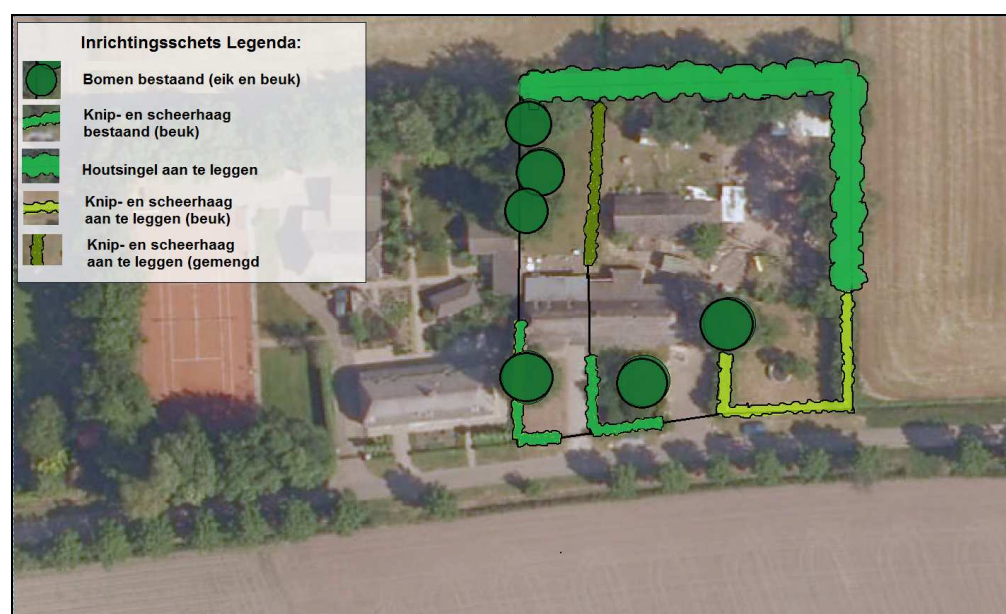 Inrichtingsschets Legenda:
Bomen bestaand (eik en beuk)
Knip- en scheerhaag
bestaand (beuk)
Houtsingel aan te leggen
Knip- en scheerhaag
aan te leggen (beuk)
Knip- en scheerhaag
aan te leggen (gemengd